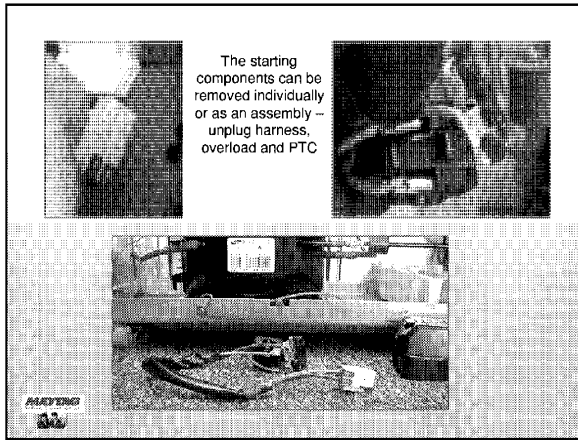 The starting
components can be
removed individually
or as an assembly –
unplug harness,
overload and PTC
MAYTAG